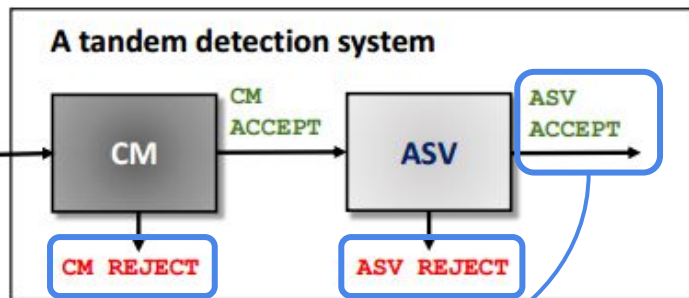 A tandem detection system
CM
CM
ACCEPT
ASV
ASV
ACCEPT
CM REJECT
ASV REJECT